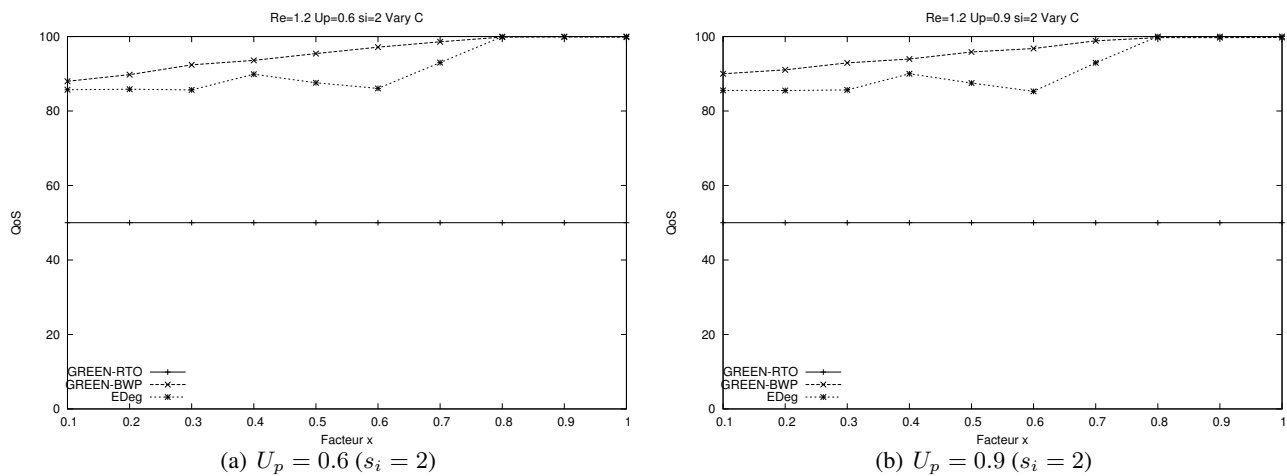 Re=1.2 Up=0.6 si=2 Vary C
100
80
60
40
20
0
QoS
GREEN-RTO
GREEN-BWP
EDeg
0.1 0.2 0.3 0.4 0.5 0.6 0.7 0.8 0.9 1
Facteur x
(a) U_p = 0.6 (s_i = 2)
Re=1.2 Up=0.9 si=2 Vary C
100
80
60
40
20
0
QoS
GREEN-RTO
GREEN-BWP
EDeg
0.1 0.2 0.3 0.4 0.5 0.6 0.7 0.8 0.9 1
Facteur x
(b) U_p = 0.9 (s_i = 2)